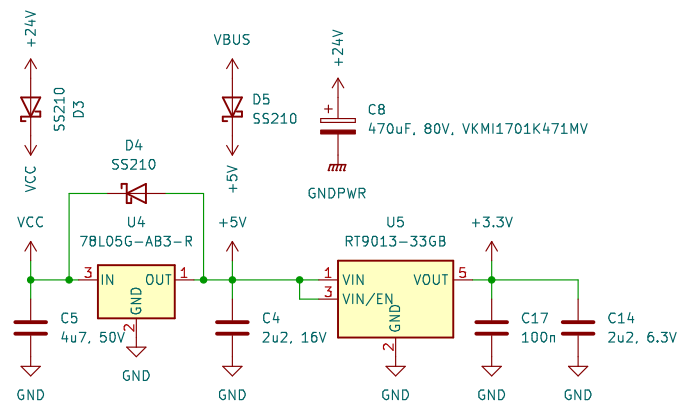 +24V
SS210
D3
VCC
VBUS
D5
SS210
+5V
+24V
+
C8
470uF, 80V, VKMI1701K471MV
GNDPWR
D4
SS210
VCC
U4
78L05G-AB3-R
3
IN
OUT
1
GND
2
GND
C5
4u7, 50V
GND
+5V
C4
2u2, 16V
GND
U5
RT9013-33GB
1
VIN
3
VIN/EN
VOUT
5
GND
2
GND
+3.3V
C17
100n
GND
C14
2u2, 6.3V
GND